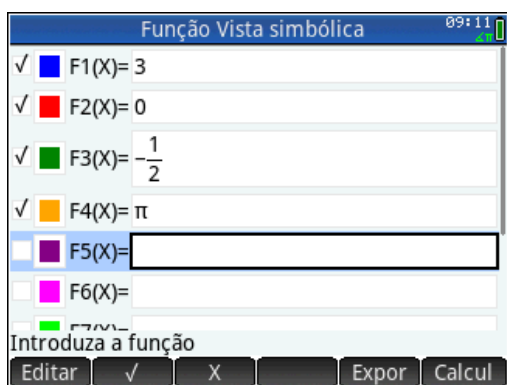 Função Vista simbólica 09:11
∡π
√ F1(X)= 3
√ F2(X)= 0
√ F3(X)= -1/2
√ F4(X)= π
F5(X)=
F6(X)=
F7(X)=
Introduza a função
Editar √ X Expor Calcul